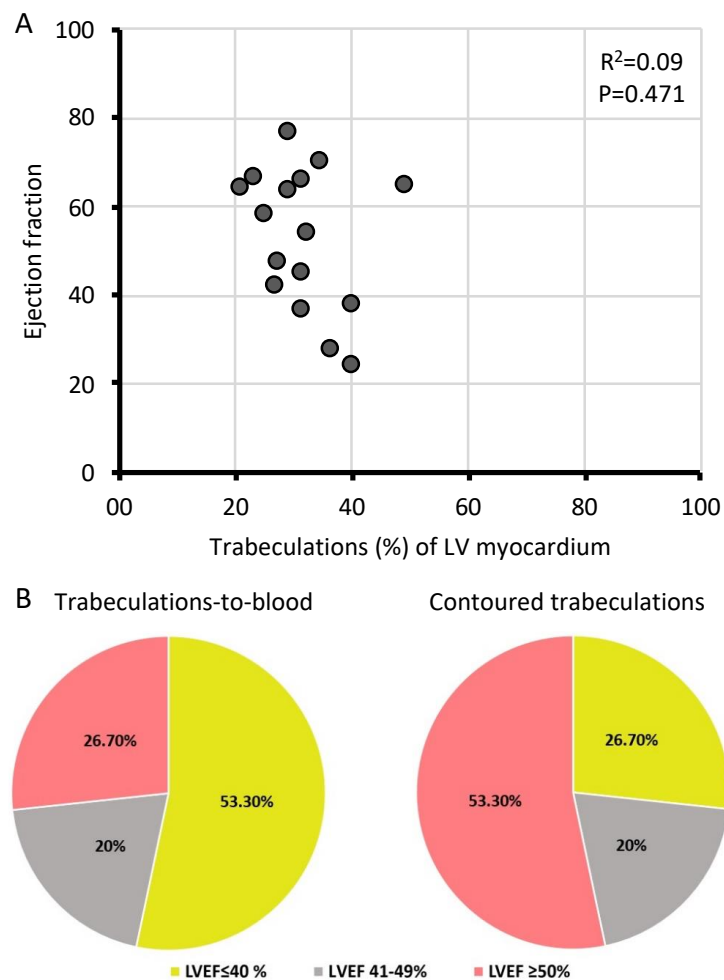 A
100
80
60
40
20
0
Ejection fraction
R²=0.09
P=0.471
00 20 40 60 80 100
Trabeculations (%) of LV myocardium
B Trabeculations-to-blood Contoured trabeculations
26.70%
53.30%
20%
26.70%
53.30%
20%
LVEF≤40 % LVEF 41-49% LVEF ≥50%